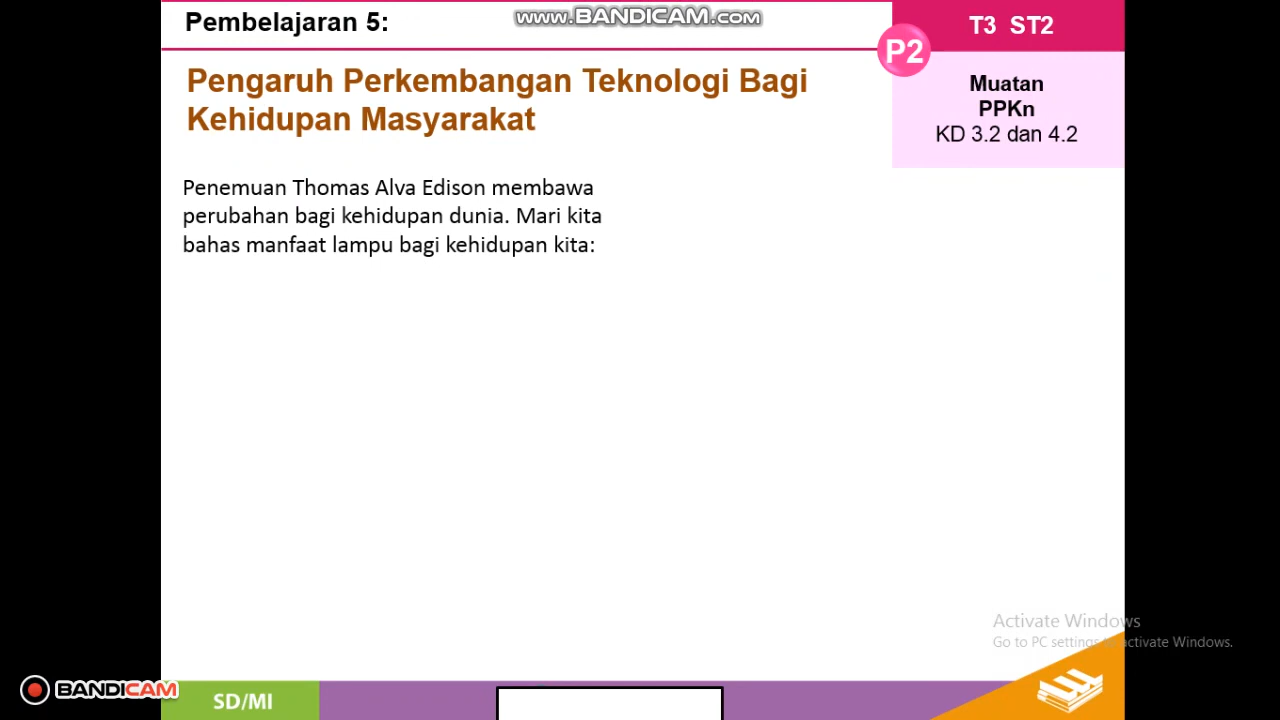 Pembelajaran 5:
www.BANDICAM.com
T3 ST2
P2
Muatan
PPKn
KD 3.2 dan 4.2
Pengaruh Perkembangan Teknologi Bagi
Kehidupan Masyarakat
Penemuan Thomas Alva Edison membawa
perubahan bagi kehidupan dunia. Mari kita
bahas manfaat lampu bagi kehidupan kita:
Activate Windows
Go to PC settings to activate Windows.
BANDICAM
SD/MI